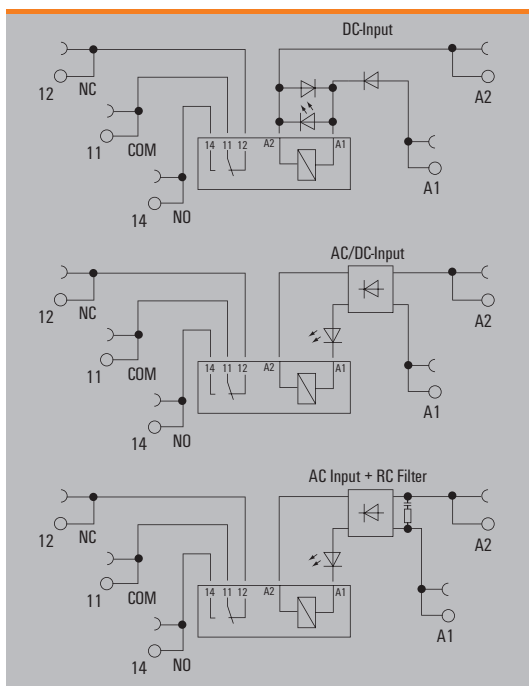 DC-Input
12 NC
A2
11 COM
14 11 12 A2 A1
A1
14 NO
AC/DC-Input
12 NC
A2
11 COM
14 11 12 A2 A1
A1
14 NO
AC Input + RC Filter
12 NC
A2
11 COM
14 11 12 A2 A1
A1
14 NO